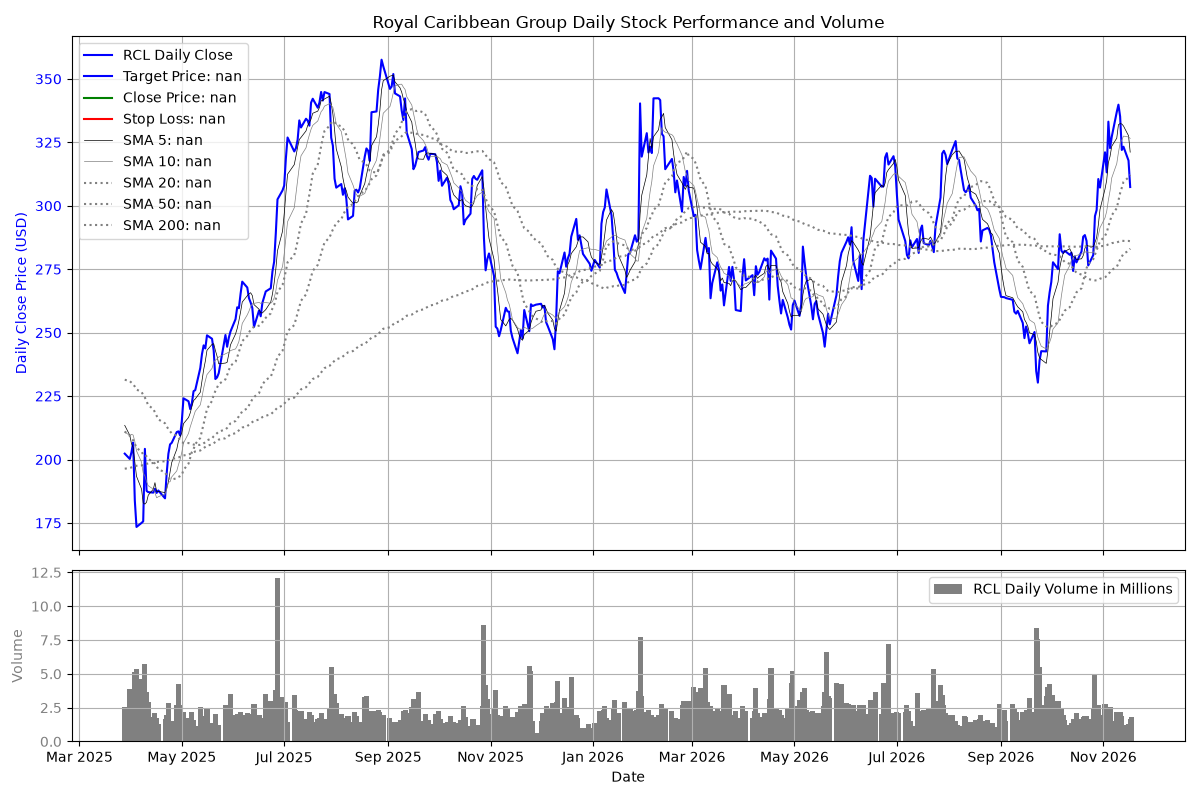 Royal Caribbean Group Daily Stock Performance and Volume
RCL Daily Close
Target Price: nan
Close Price: nan
Stop Loss: nan
SMA 5: nan
SMA 10: nan
SMA 20: nan
SMA 50: nan
SMA 200: nan
350
325
300
275
250
225
200
175
Daily Close Price (USD)
RCL Daily Volume in Millions
12.5
10.0
7.5
5.0
2.5
0.0
Volume
Mar 2025 May 2025 Jul 2025 Sep 2025 Nov 2025 Jan 2026 Mar 2026 May 2026 Jul 2026 Sep 2026 Nov 2026
Date